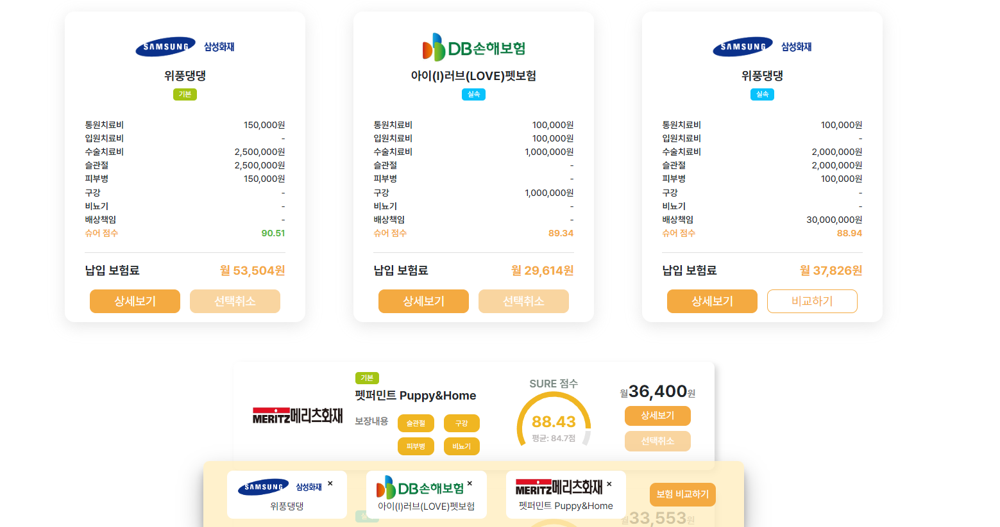 SAMSUNG 삼성화재
위풍댕댕
기본
통원치료비 150,000원
입원치료비 -
수술치료비 2,500,000원
슬관절 2,500,000원
피부병 150,000원
구강 -
비뇨기 -
배상책임 -
슈어 점수 90.51
납입 보험료 월 53,504원
상세보기 선택취소
DB손해보험
아이(I)러브(LOVE)펫보험
실속
통원치료비 100,000원
입원치료비 100,000원
수술치료비 1,000,000원
슬관절 -
피부병 -
구강 1,000,000원
비뇨기 -
배상책임 -
슈어 점수 89.34
납입 보험료 월 29,614원
상세보기 선택취소
SAMSUNG 삼성화재
위풍댕댕
실속
통원치료비 100,000원
입원치료비 -
수술치료비 2,000,000원
슬관절 2,000,000원
피부병 100,000원
구강 -
비뇨기 -
배상책임 30,000,000원
슈어 점수 88.94
납입 보험료 월 37,826원
상세보기 비교하기
MERITZ메리츠화재
기본
펫퍼민트 Puppy&Home
보장내용 슬관절 구강
피부병 비뇨기
SURE 점수
88.43
평균: 84.7점
월36,400원
상세보기
선택취소
SAMSUNG 삼성화재 ×
위풍댕댕
DB손해보험 ×
아이(I)러브(LOVE)펫보험
MERITZ메리츠화재 ×
펫퍼민트 Puppy&Home
보험 비교하기
월33,553원